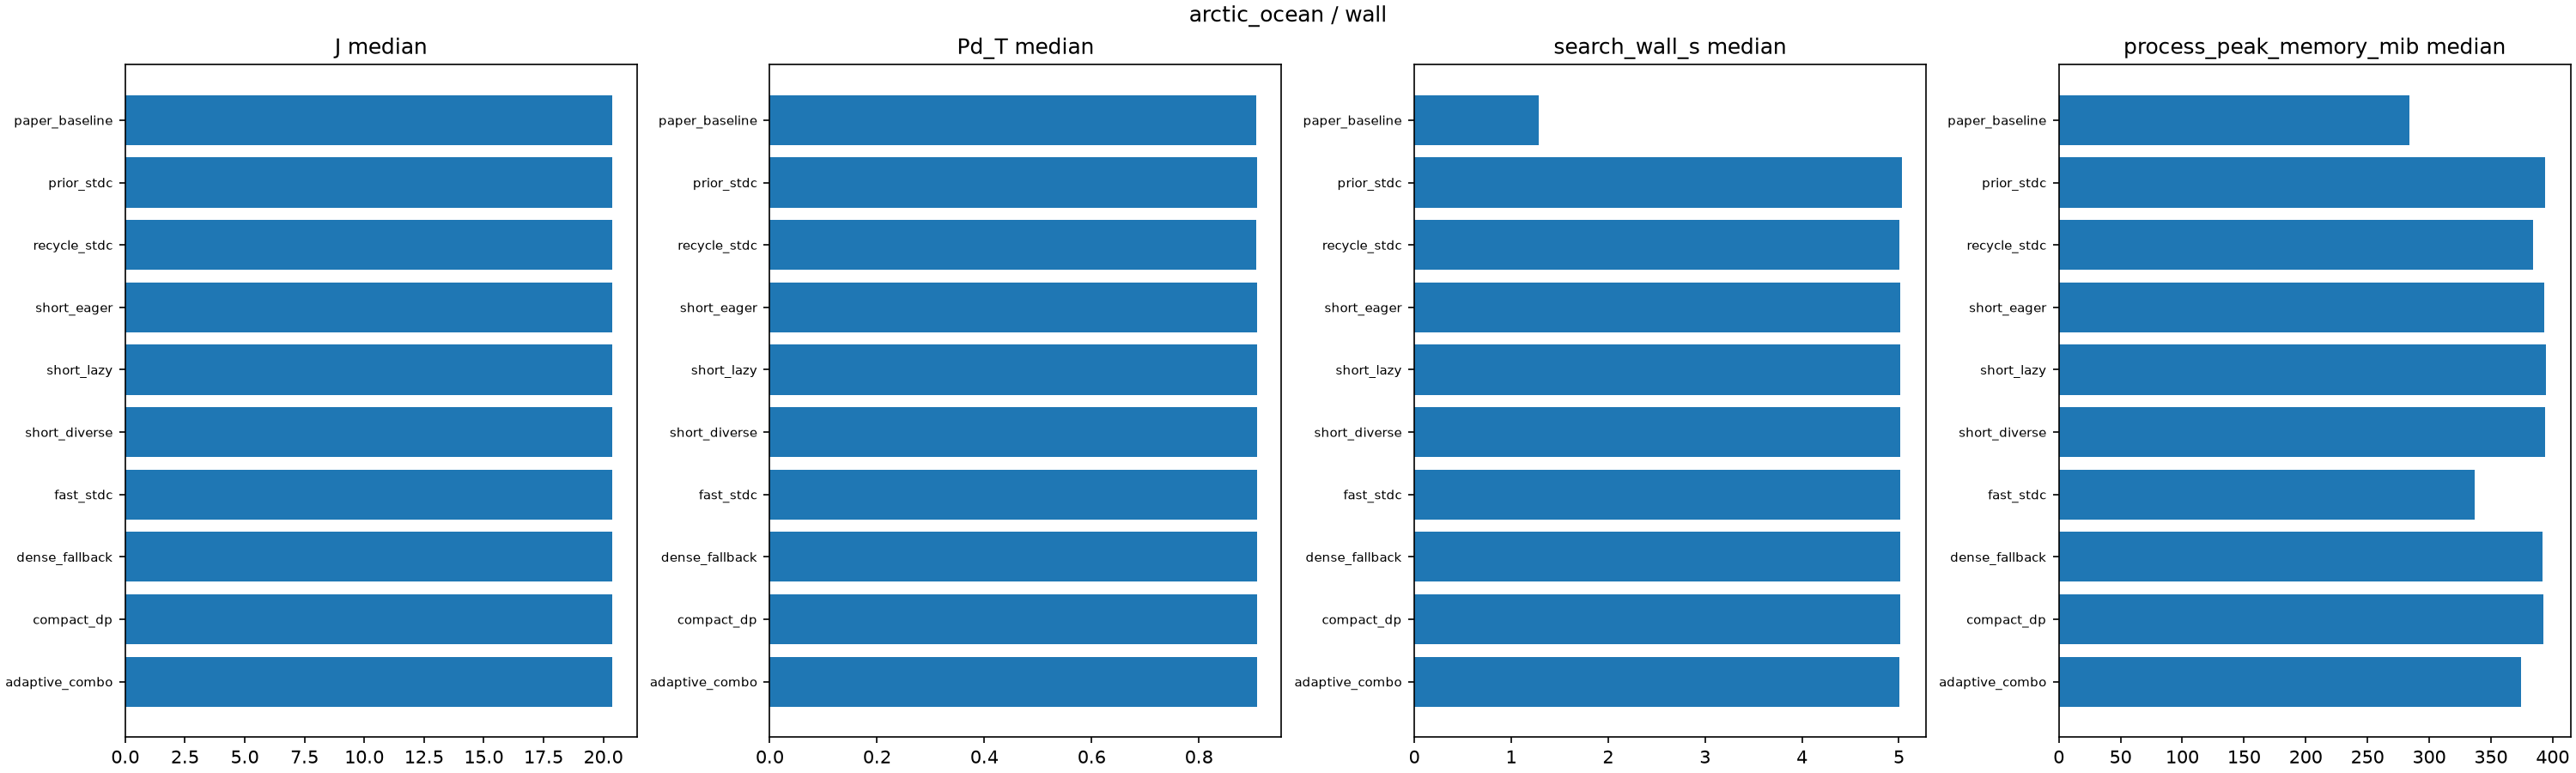 arctic_ocean / wall
J median
paper_baseline
prior_stdc
recycle_stdc
short_eager
short_lazy
short_diverse
fast_stdc
dense_fallback
compact_dp
adaptive_combo
0.0 2.5 5.0 7.5 10.0 12.5 15.0 17.5 20.0
Pd_T median
paper_baseline
prior_stdc
recycle_stdc
short_eager
short_lazy
short_diverse
fast_stdc
dense_fallback
compact_dp
adaptive_combo
0.0 0.2 0.4 0.6 0.8
search_wall_s median
paper_baseline
prior_stdc
recycle_stdc
short_eager
short_lazy
short_diverse
fast_stdc
dense_fallback
compact_dp
adaptive_combo
0 1 2 3 4 5
process_peak_memory_mib median
paper_baseline
prior_stdc
recycle_stdc
short_eager
short_lazy
short_diverse
fast_stdc
dense_fallback
compact_dp
adaptive_combo
0 50 100 150 200 250 300 350 400